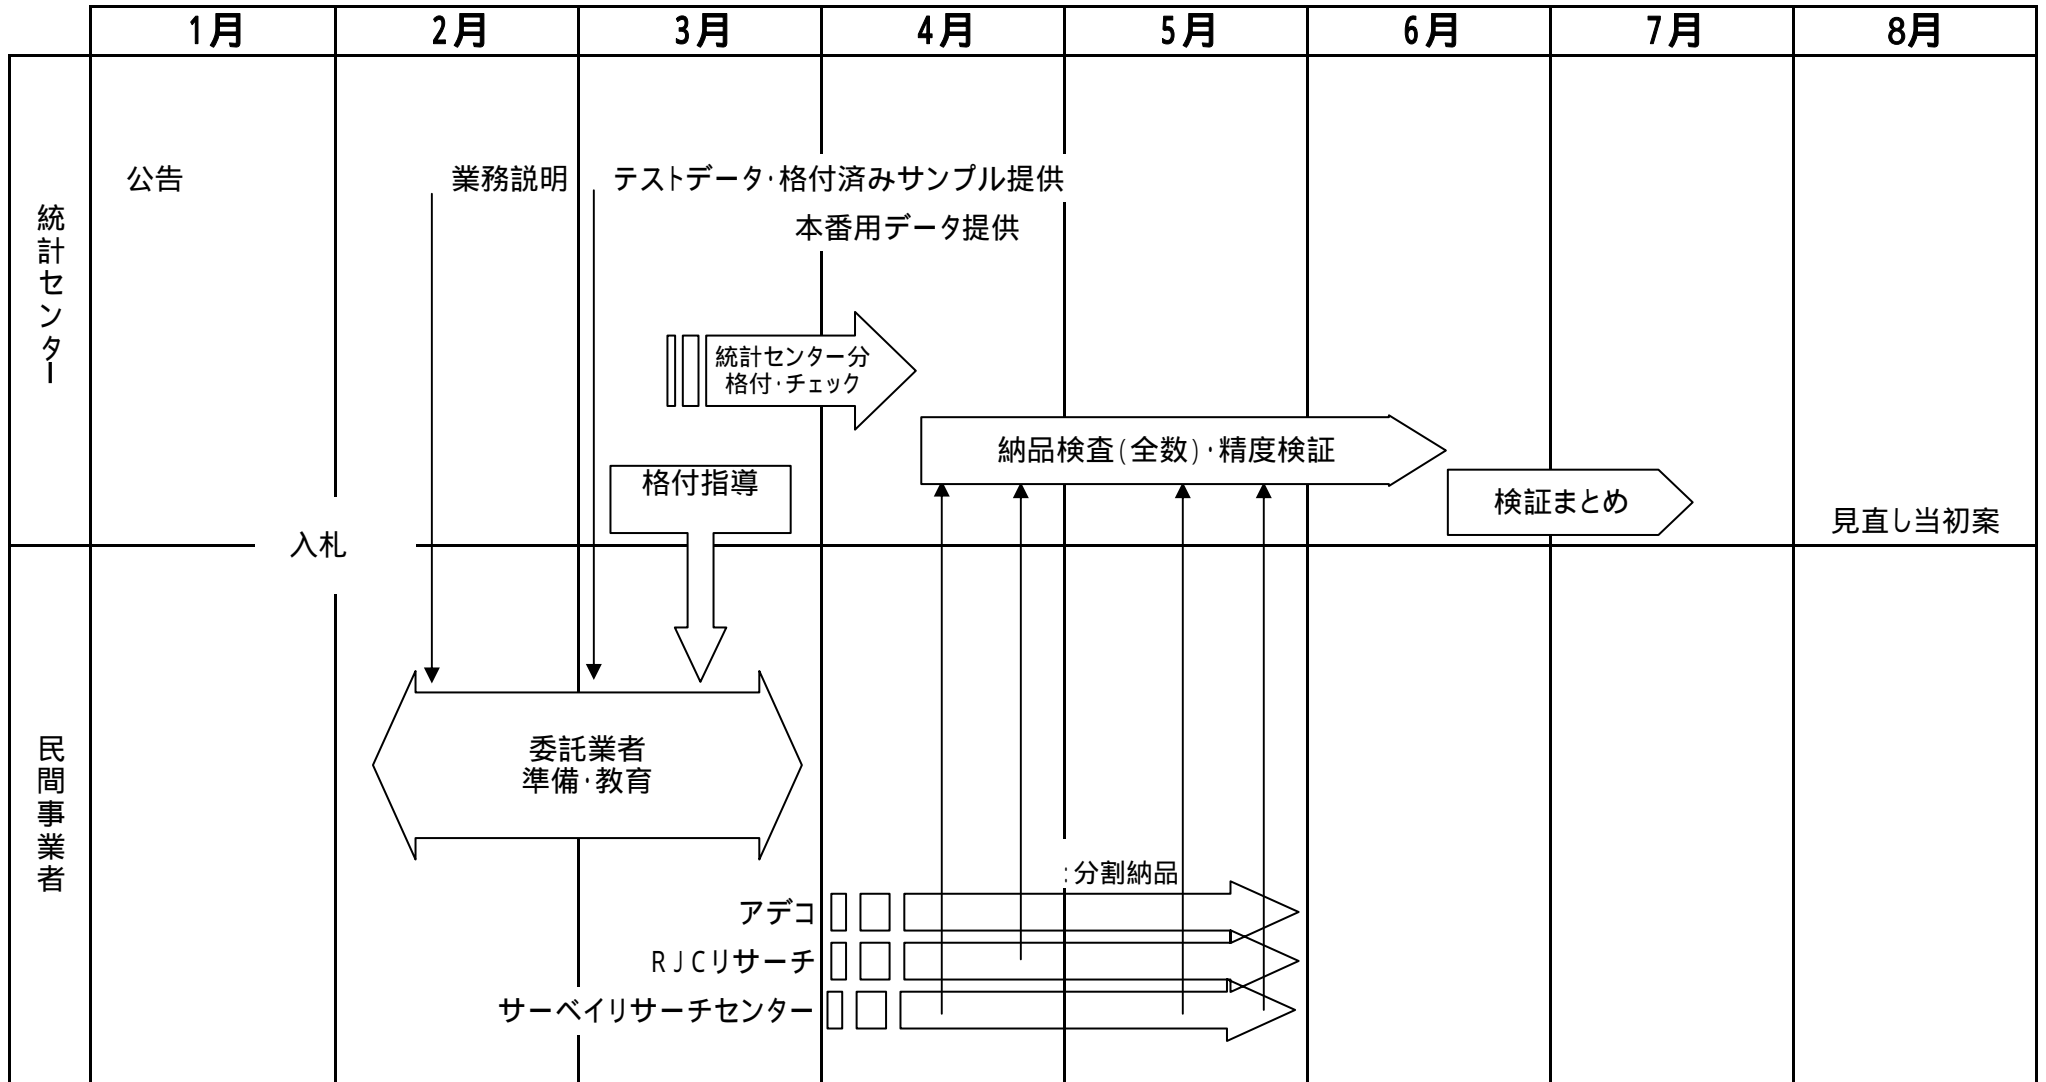 1月 2月 3月 4月 5月 6月 7月 8月
統計センター
公告
業務説明
テストデータ・格付済みサンプル提供
本番用データ提供
統計センター分
格付・チェック
納品検査(全数)・精度検証
格付指導
検証まとめ
見直し当初案
入札
民間事業者
委託業者
準備・教育
:分割納品
アデコ
RJCリサーチ
サーベイリサーチセンター